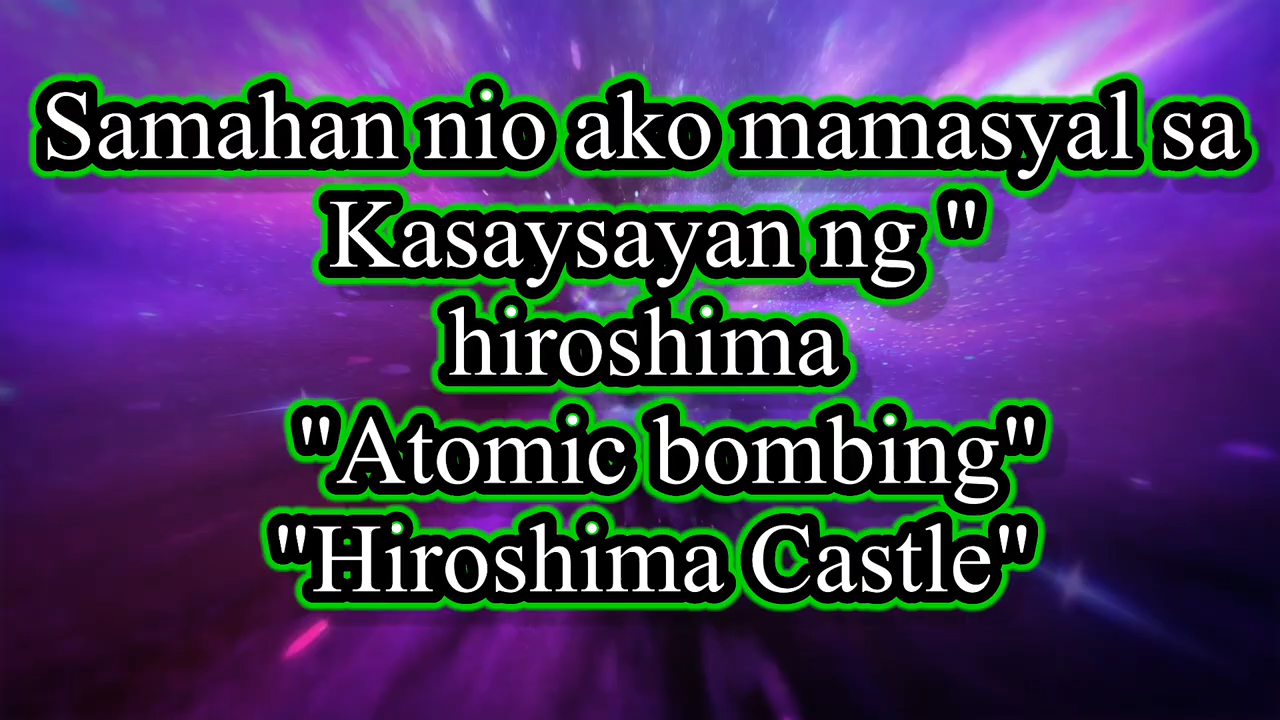 Samahan nio ako mamasyal sa
Kasaysayan ng "
hiroshima
"Atomic bombing"
"Hiroshima Castle"